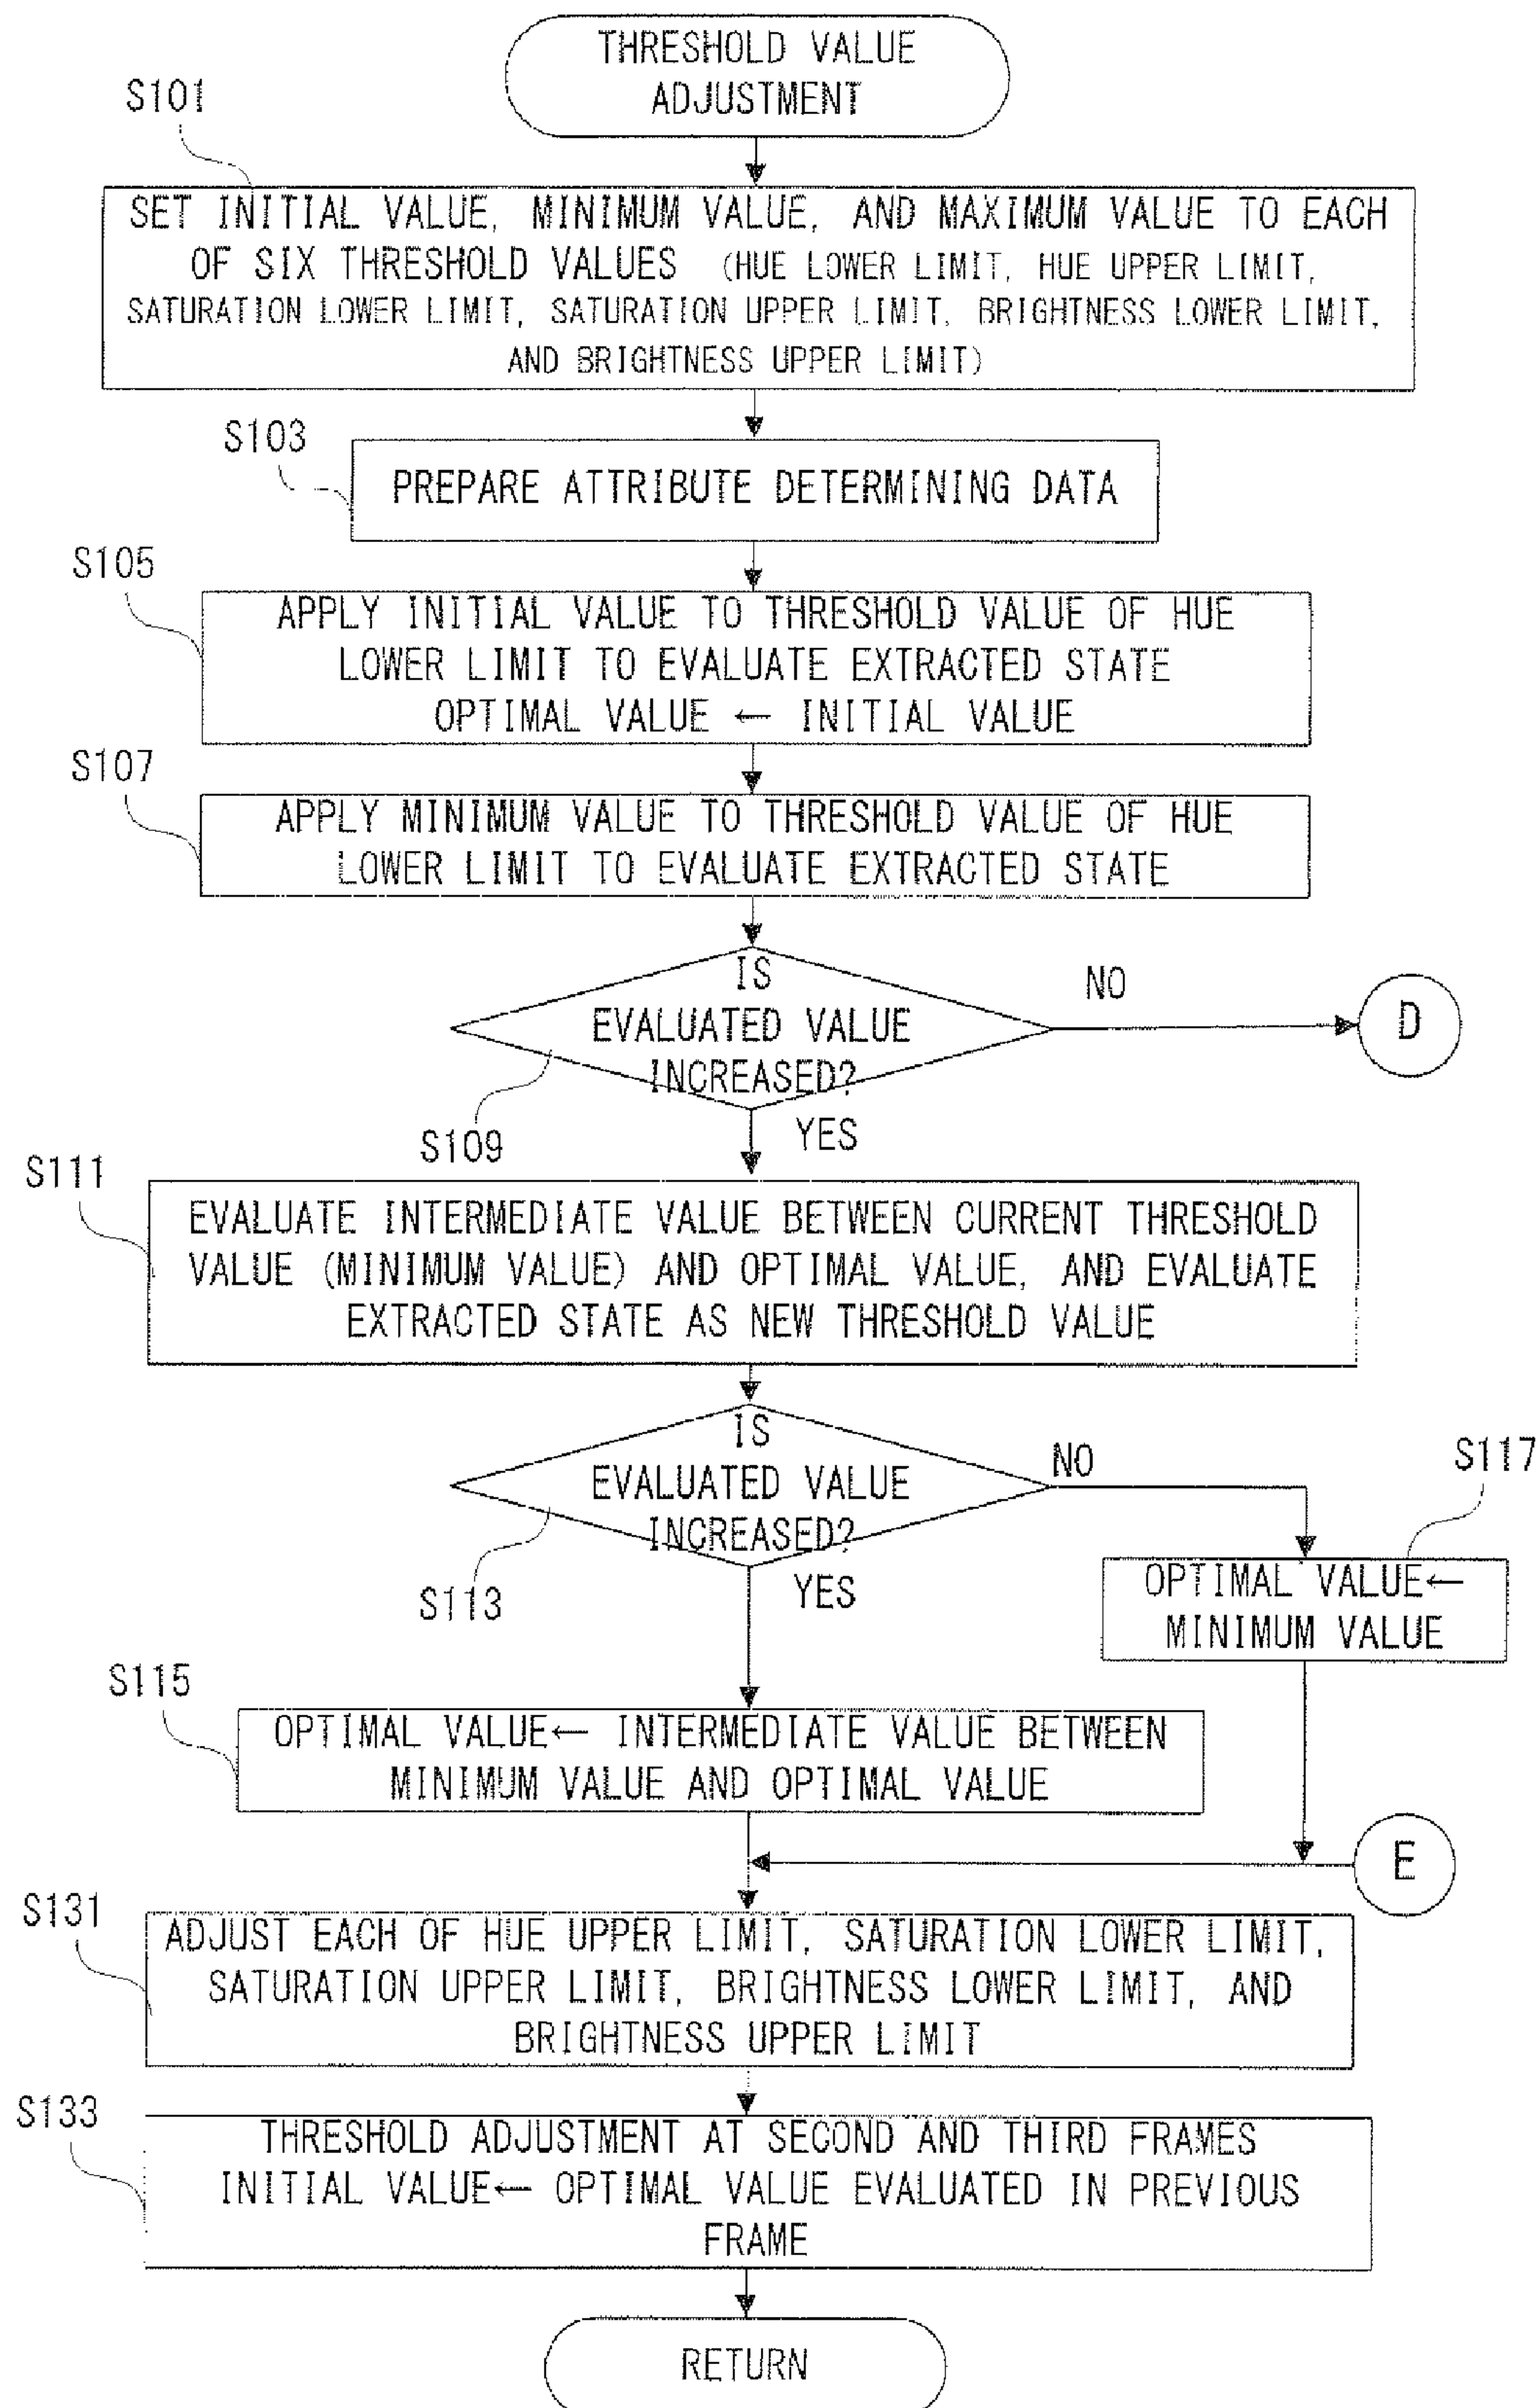 THRESHOLD VALUE
ADJUSTMENT
S101
SET INITIAL VALUE, MINIMUM VALUE, AND MAXIMUM VALUE TO EACH
OF SIX THRESHOLD VALUES (HUE LOWER LIMIT, HUE UPPER LIMIT,
SATURATION LOWER LIMIT, SATURATION UPPER LIMIT, BRIGHTNESS LOWER LIMIT,
AND BRIGHTNESS UPPER LIMIT)
S103
PREPARE ATTRIBUTE DETERMINING DATA
S105
APPLY INITIAL VALUE TO THRESHOLD VALUE OF HUE
LOWER LIMIT TO EVALUATE EXTRACTED STATE
OPTIMAL VALUE ← INITIAL VALUE
S107
APPLY MINIMUM VALUE TO THRESHOLD VALUE OF HUE
LOWER LIMIT TO EVALUATE EXTRACTED STATE
IS
EVALUATED VALUE
INCREASED?
NO
D
S109
YES
S111
EVALUATE INTERMEDIATE VALUE BETWEEN CURRENT THRESHOLD
VALUE (MINIMUM VALUE) AND OPTIMAL VALUE, AND EVALUATE
EXTRACTED STATE AS NEW THRESHOLD VALUE
IS
EVALUATED VALUE
INCREASED?
NO
S117
S113
YES
OPTIMAL VALUE←
MINIMUM VALUE
S115
OPTIMAL VALUE← INTERMEDIATE VALUE BETWEEN
MINIMUM VALUE AND OPTIMAL VALUE
E
S131
ADJUST EACH OF HUE UPPER LIMIT, SATURATION LOWER LIMIT,
SATURATION UPPER LIMIT, BRIGHTNESS LOWER LIMIT, AND
BRIGHTNESS UPPER LIMIT
S133
THRESHOLD ADJUSTMENT AT SECOND AND THIRD FRAMES
INITIAL VALUE← OPTIMAL VALUE EVALUATED IN PREVIOUS
FRAME
RETURN